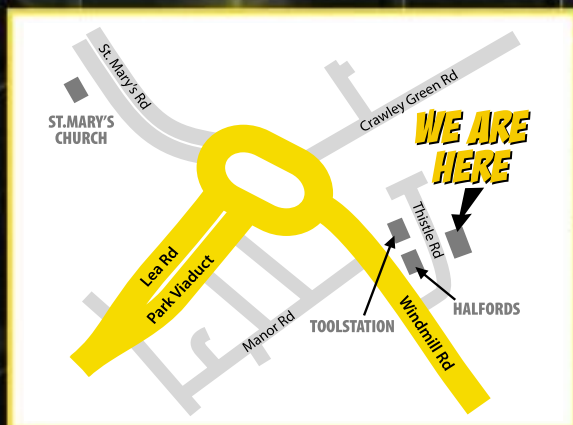 St. Mary's Rd
ST.MARY'S
CHURCH
Crawley Green Rd
WE ARE
HERE
Thistle Rd
Lea Rd
Park Viaduct
Manor Rd
TOOLSTATION
HALFORDS
Windmill Rd